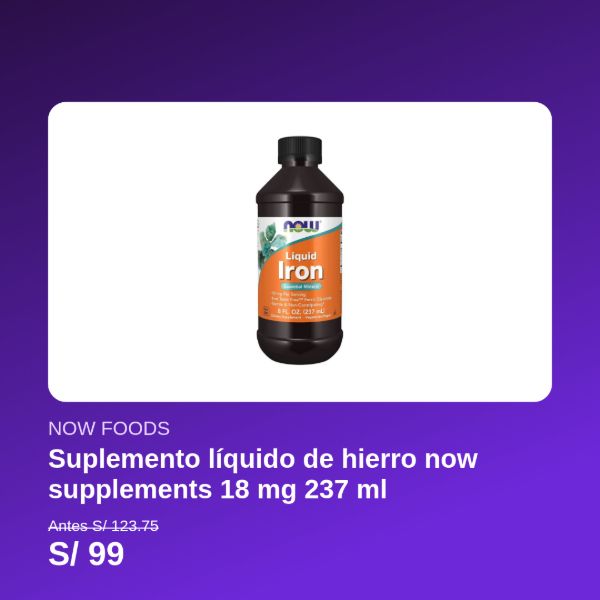 now
Liquid
Iron
Essential Mineral
8 FL. OZ. (237 mL)
NOW FOODS
Suplemento líquido de hierro now
supplements 18 mg 237 ml
Antes S/ 123.75
S/ 99